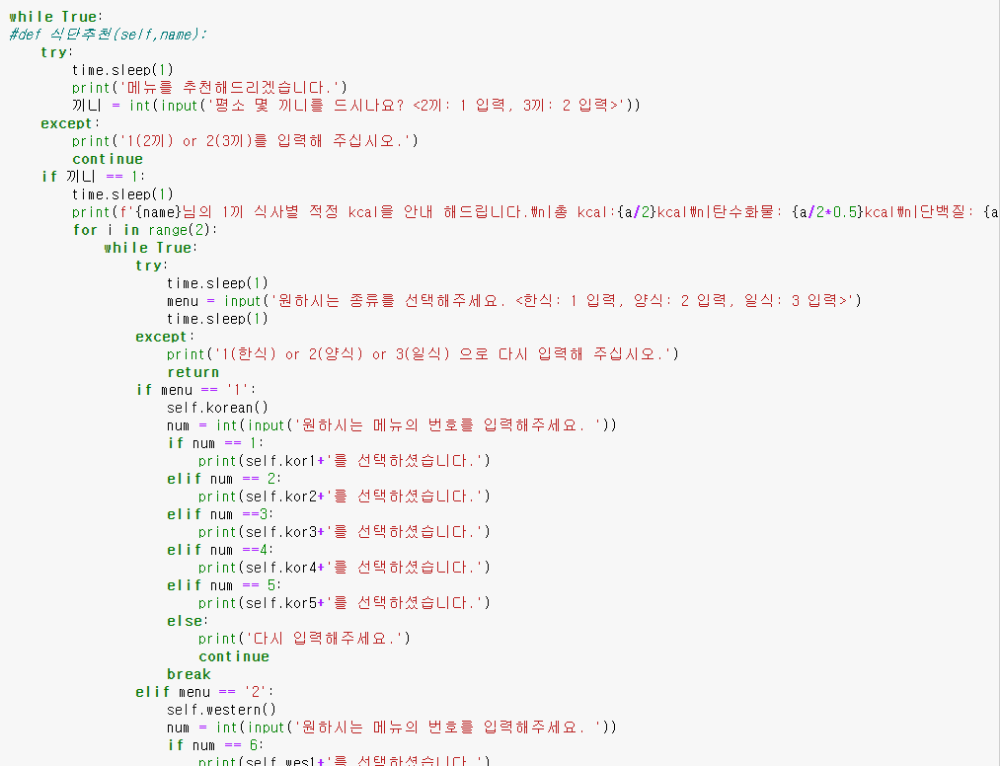 while True:
#def 식단추천(self,name):
    try:
        time.sleep(1)
        print('메뉴를 추천해드리겠습니다.')
        끼니 = int(input('평소 몇 끼니를 드시나요? <2끼: 1 입력, 3끼: 2 입력>'))
    except:
        print('1(2끼) or 2(3끼)를 입력해 주십시오.')
        continue
    if 끼니 == 1:
        time.sleep(1)
        print(f'{name}님의 1끼 식사별 적정 kcal을 안내 해드립니다.₩n|총 kcal:{a/2}kcal₩n|탄수화물: {a/2*0.5}kcal₩n|단백질: {a
        for i in range(2):
            while True:
                try:
                    time.sleep(1)
                    menu = input('원하시는 종류를 선택해주세요. <한식: 1 입력, 양식: 2 입력, 일식: 3 입력>')
                    time.sleep(1)
                except:
                    print('1(한식) or 2(양식) or 3(일식) 으로 다시 입력해 주십시오.')
                    return
                if menu == '1':
                    self.korean()
                    num = int(input('원하시는 메뉴의 번호를 입력해주세요. '))
                    if num == 1:
                        print(self.kor1+'를 선택하셨습니다.')
                    elif num == 2:
                        print(self.kor2+'를 선택하셨습니다.')
                    elif num ==3:
                        print(self.kor3+'를 선택하셨습니다.')
                    elif num ==4:
                        print(self.kor4+'를 선택하셨습니다.')
                    elif num == 5:
                        print(self.kor5+'를 선택하셨습니다.')
                    else:
                        print('다시 입력해주세요.')
                        continue
                    break
                elif menu == '2':
                    self.western()
                    num = int(input('원하시는 메뉴의 번호를 입력해주세요. '))
                    if num == 6:
                        print(self.wes1+'를 선택하셨습니다.')